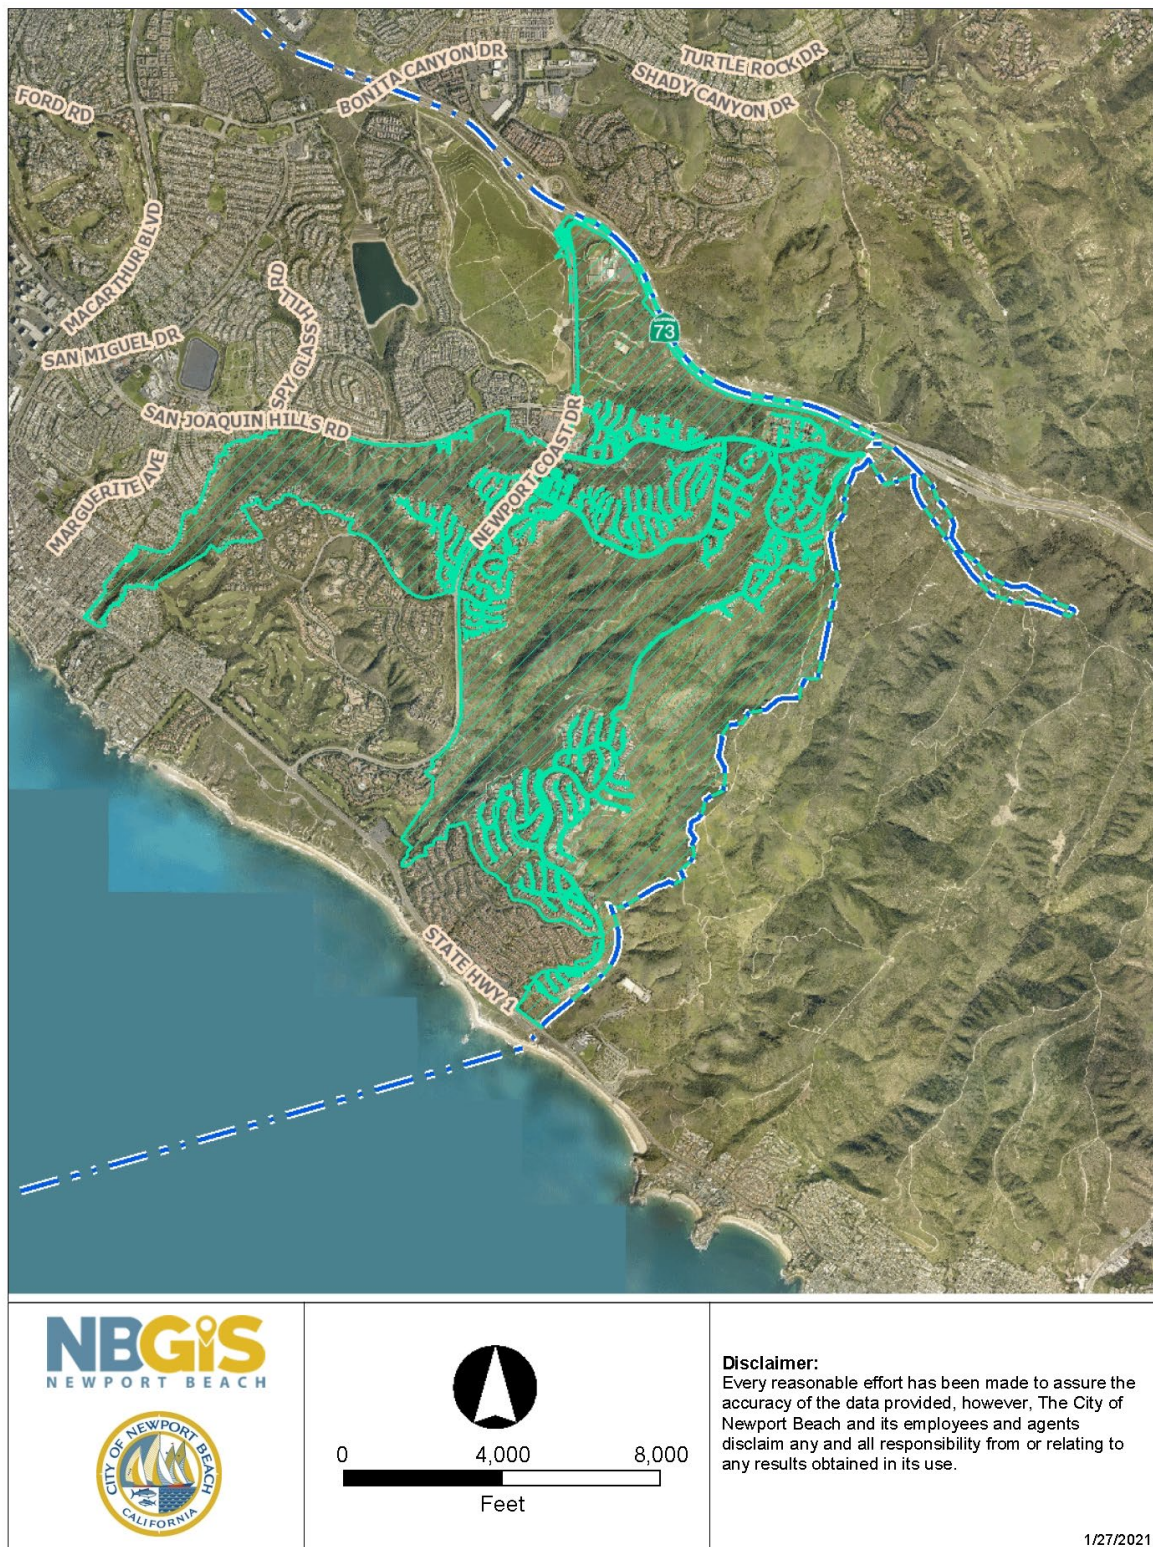 TURTLE ROCK DR
BONITA CANYON DR
SHADY CANYON DR
FORD RD
MACARTHUR BLVD
73
SPY GLASS HILL RD
SAN MIGUEL DR
SAN JOAQUIN HILLS RD
NEWPORT COAST DR
MARGUERITE AVE
STATE HWY 1
NBGIS
NEWPORT BEACH
CITY OF NEWPORT BEACH
CALIFORNIA
0 4,000 8,000
Feet
Disclaimer:
Every reasonable effort has been made to assure the
accuracy of the data provided, however, The City of
Newport Beach and its employees and agents
disclaim any and all responsibility from or relating to
any results obtained in its use.
1/27/2021